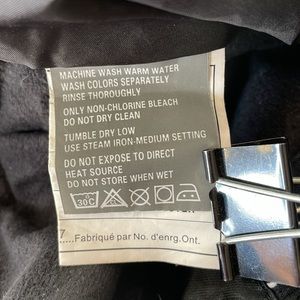 MACHINE WASH WARM WATER
WASH COLORS SEPARATELY
RINSE THOROUGHLY
ONLY NON-CHLORINE BLEACH
DO NOT DRY CLEAN
TUMBLE DRY LOW
USE STEAM IRON-MEDIUM SETTING
DO NOT EXPOSE TO DIRECT
HEAT SOURCE
DO NOT STORE WHEN WET
30°C
7.....Fabriqué par No. d'enrg.Ont.